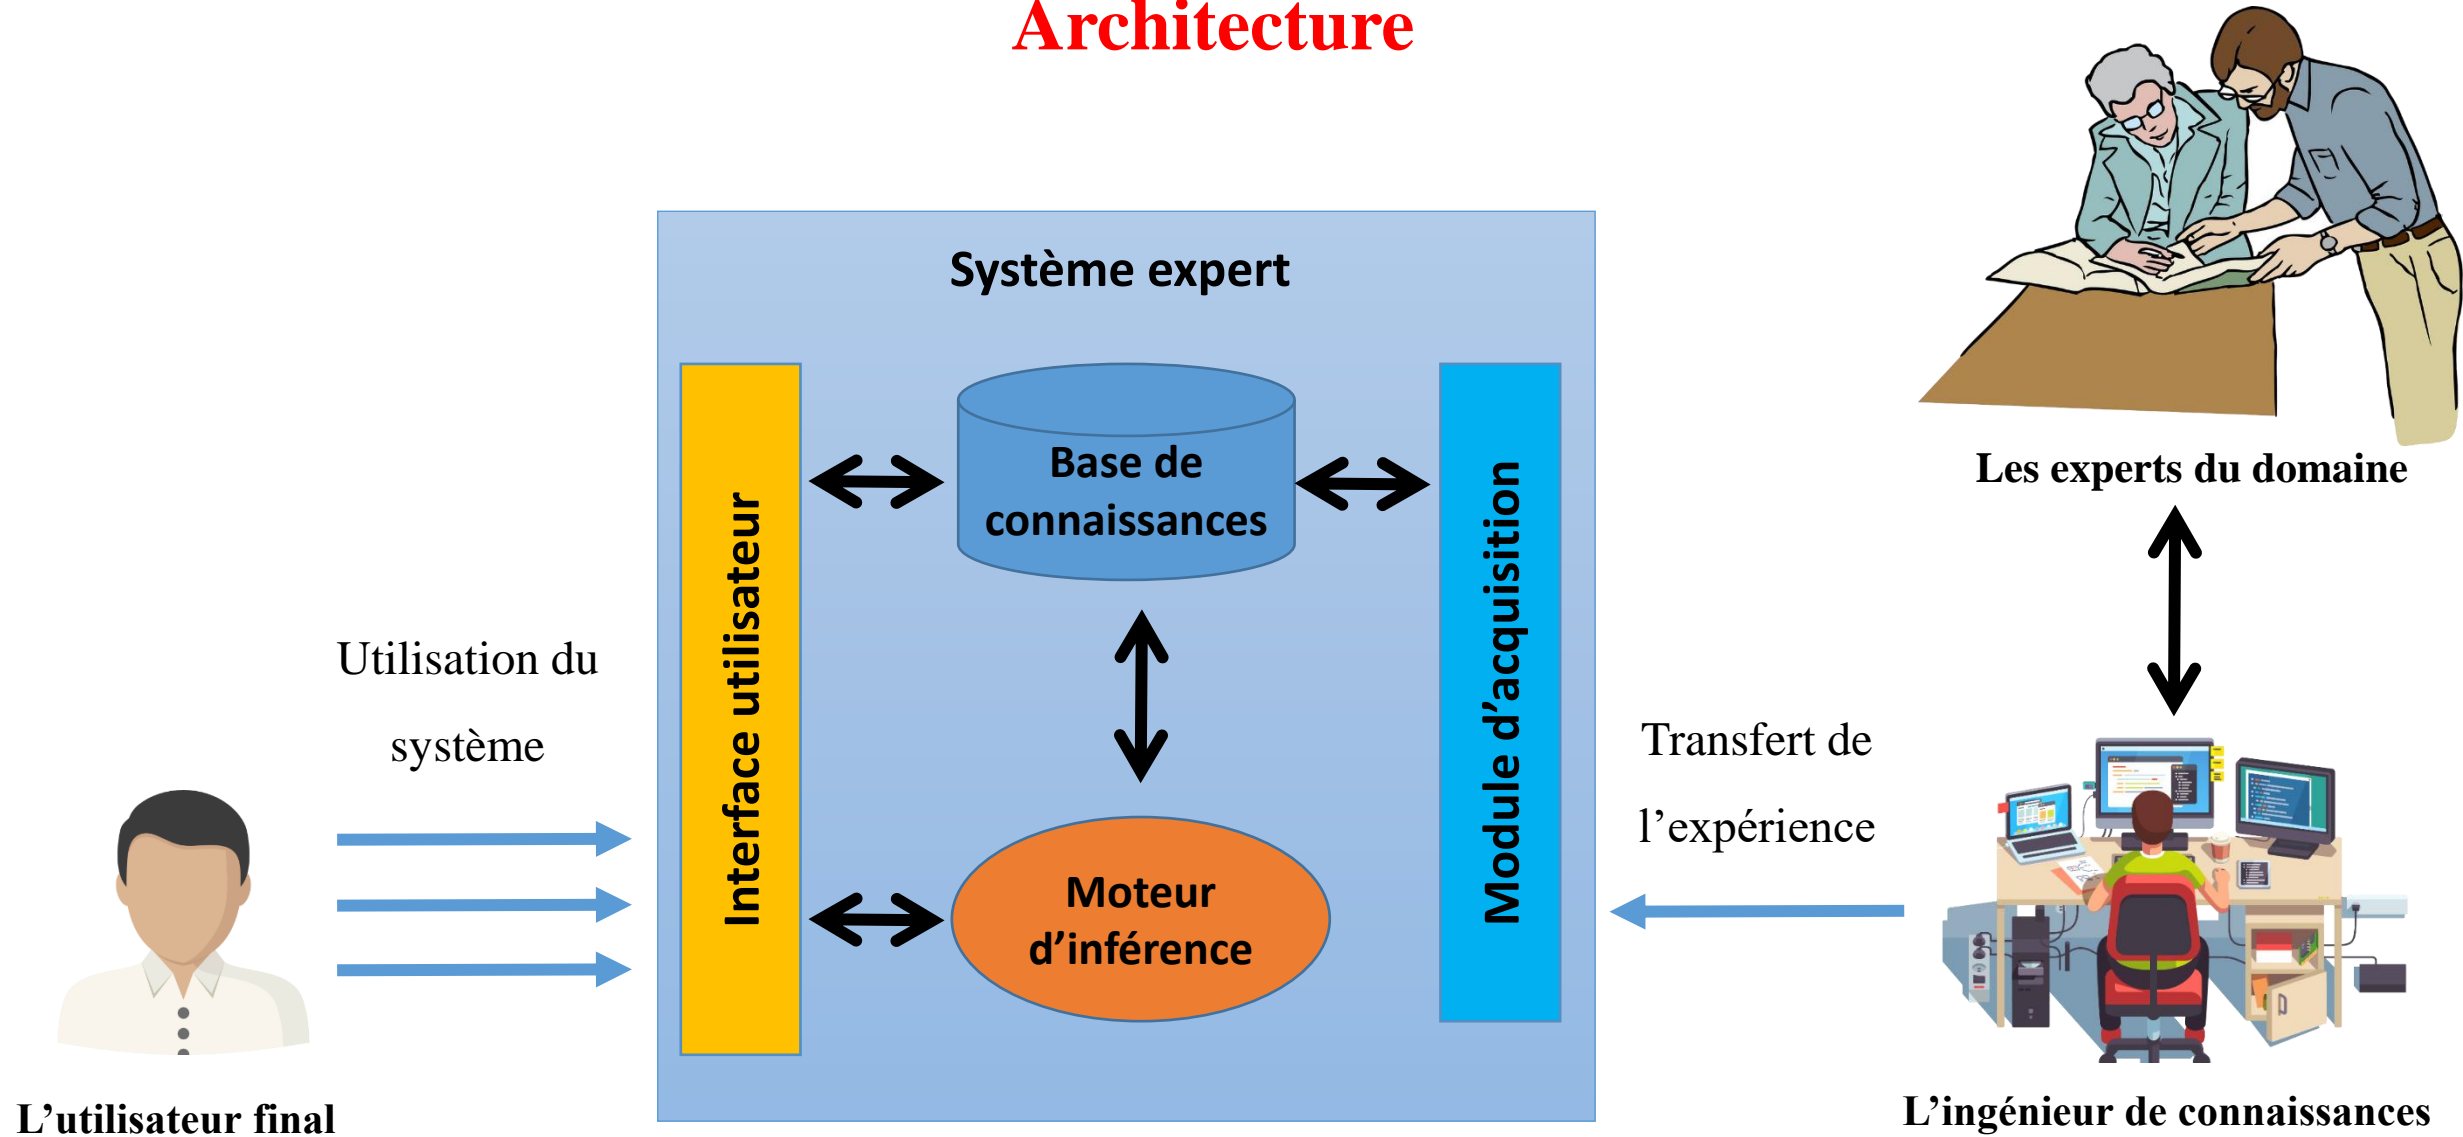 Architecture
Système expert
Base de
connaissances
Interface utilisateur
Module d’acquisition
Moteur
d’inférence
Utilisation du
système
L’utilisateur final
Transfert de
l’expérience
Les experts du domaine
L’ingénieur de connaissances